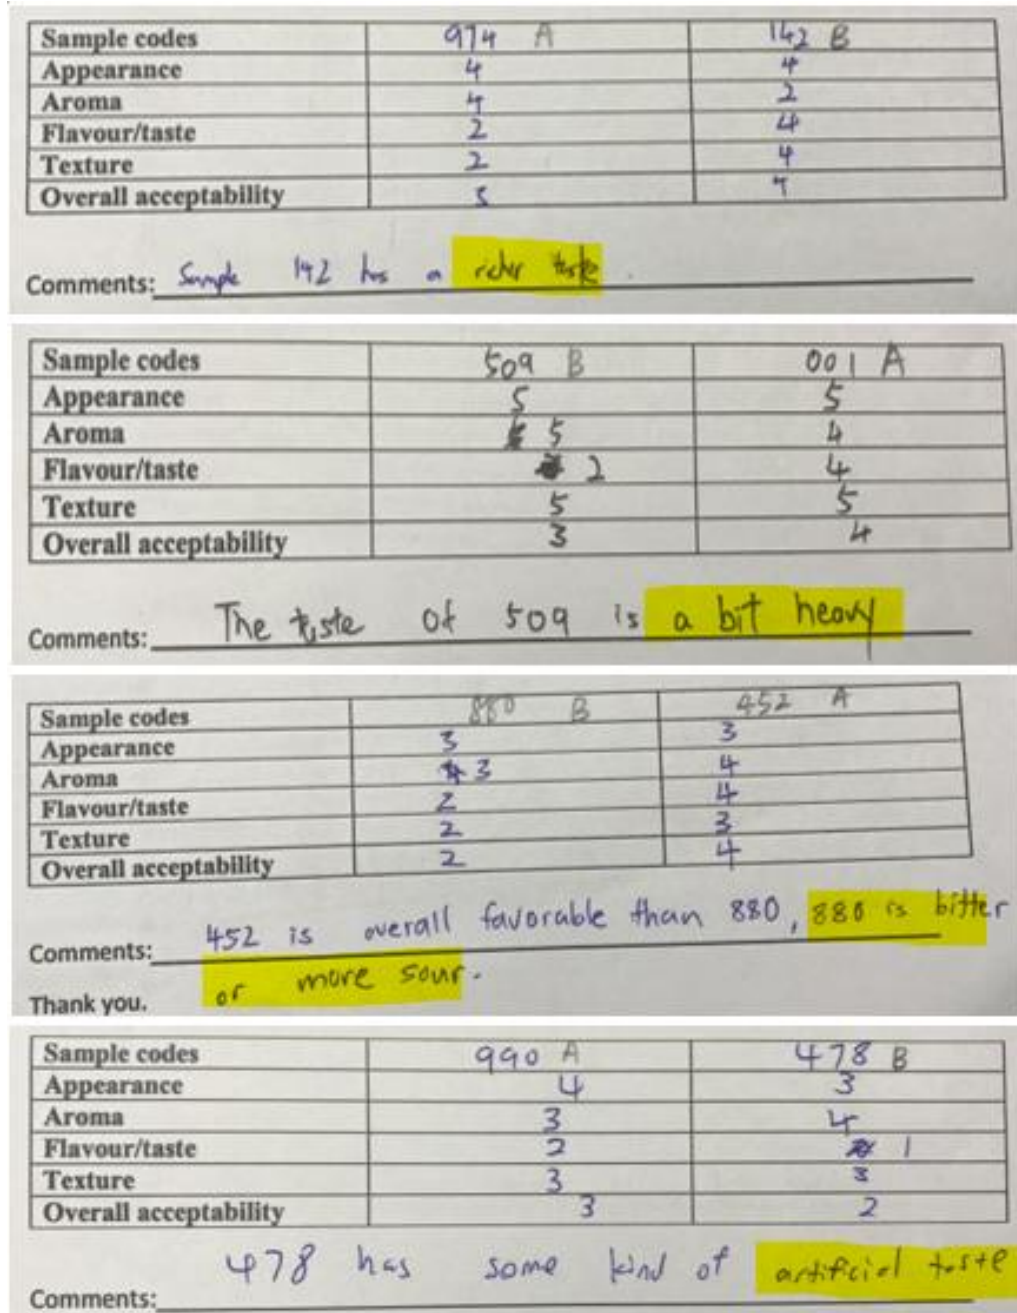 Sample codes 974 A 142 B
Appearance 4 4
Aroma 4 2
Flavour/taste 2 4
Texture 2 4
Overall acceptability 3 4
Comments: Sample 142 has a richer taste.
Sample codes 509 B 001 A
Appearance 5 5
Aroma 5 4
Flavour/taste 2 4
Texture 5 5
Overall acceptability 3 4
Comments: The taste of 509 is a bit heavy
Sample codes 880 B 452 A
Appearance 3 3
Aroma 3 4
Flavour/taste 2 4
Texture 2 3
Overall acceptability 2 4
Comments: 452 is overall favorable than 880, 880 is bitter
or more sour.
Thank you.
Sample codes 990 A 478 B
Appearance 4 3
Aroma 3 4
Flavour/taste 2 1
Texture 3 3
Overall acceptability 3 2
Comments: 478 has some kind of artificial taste